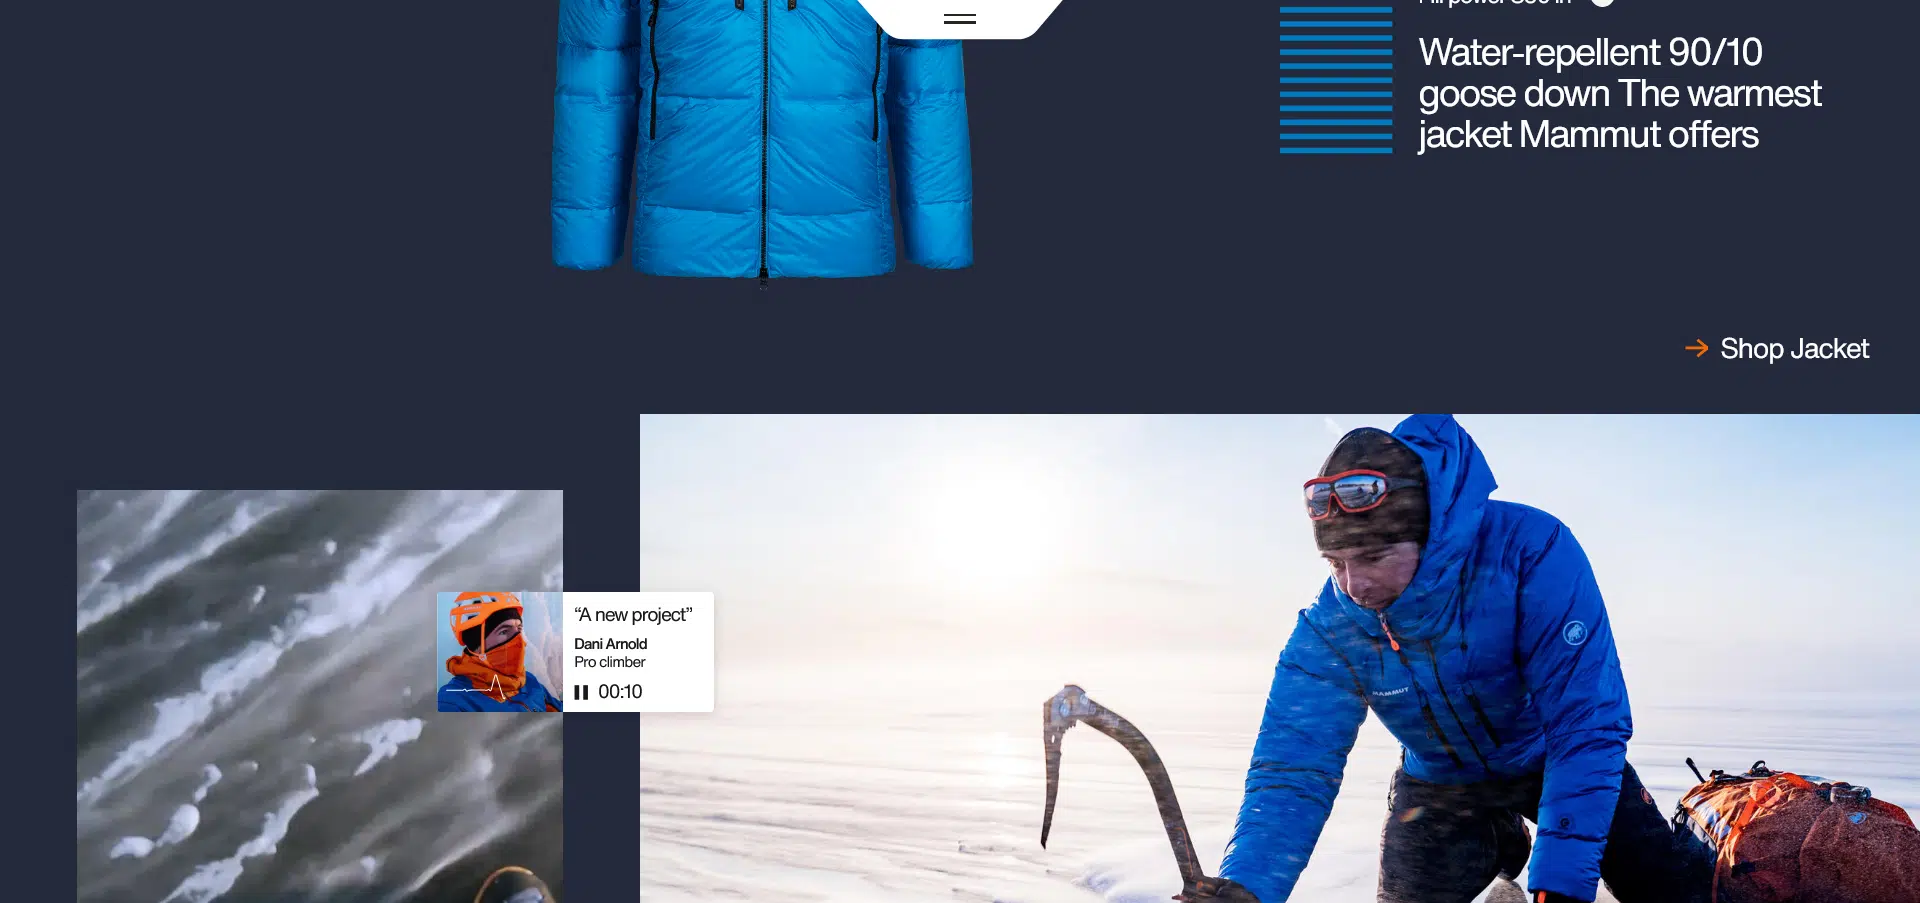 Water-repellent 90/10
goose down The warmest
jacket Mammut offers
Shop Jacket
“A new project”
Dani Arnold
Pro climber
00:10
MAMMUT